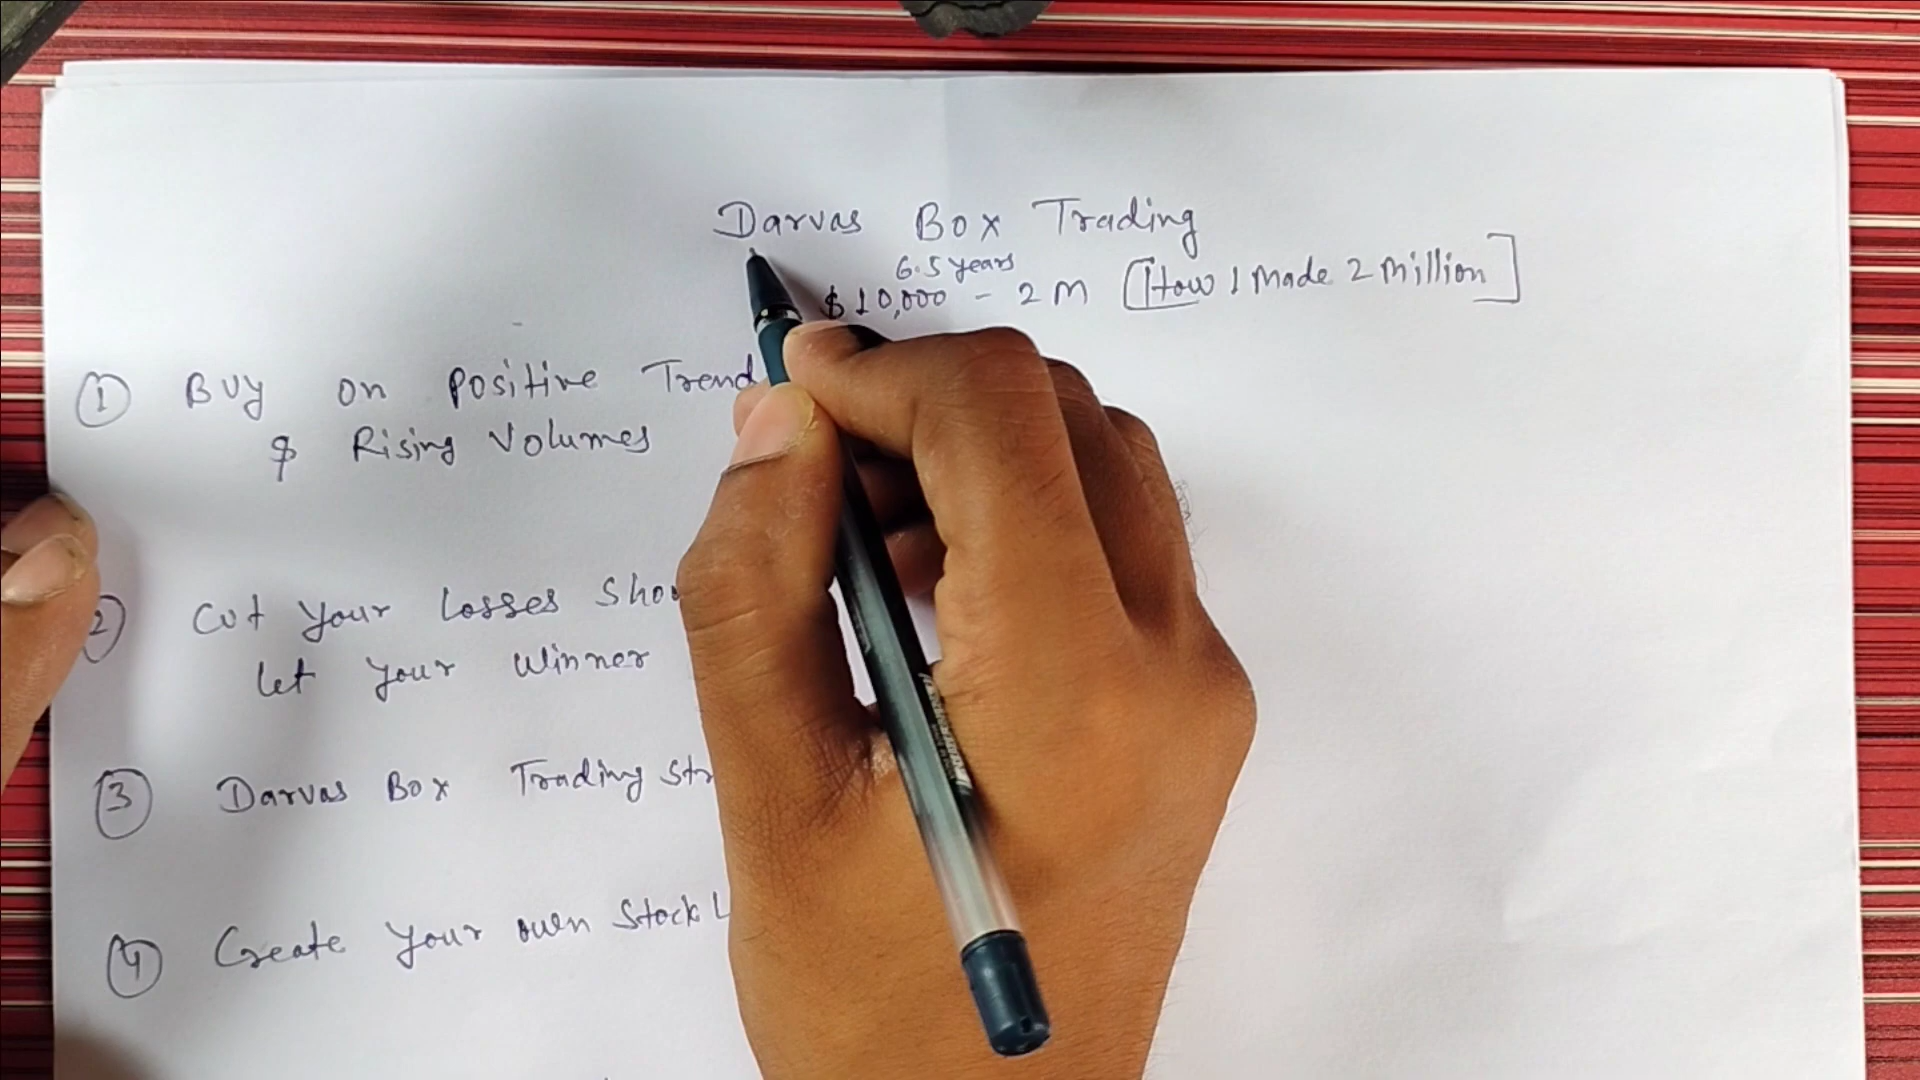 Darvas Box Trading
6.5 years
$10,000 - 2 M [How I Made 2 Million]
① Buy on Positive Trend
& Rising Volumes
② Cut Your Losses
Let Your Winner
③ Darvas Box Trading
④ Create Your own Stock